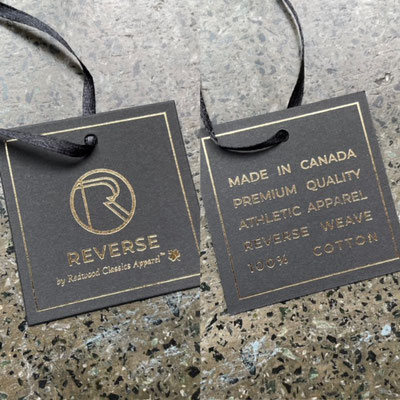 R
REVERSE
by Redwood Classics Apparel™
MADE IN CANADA
PREMIUM QUALITY
ATHLETIC APPAREL
REVERSE WEAVE
100% COTTON